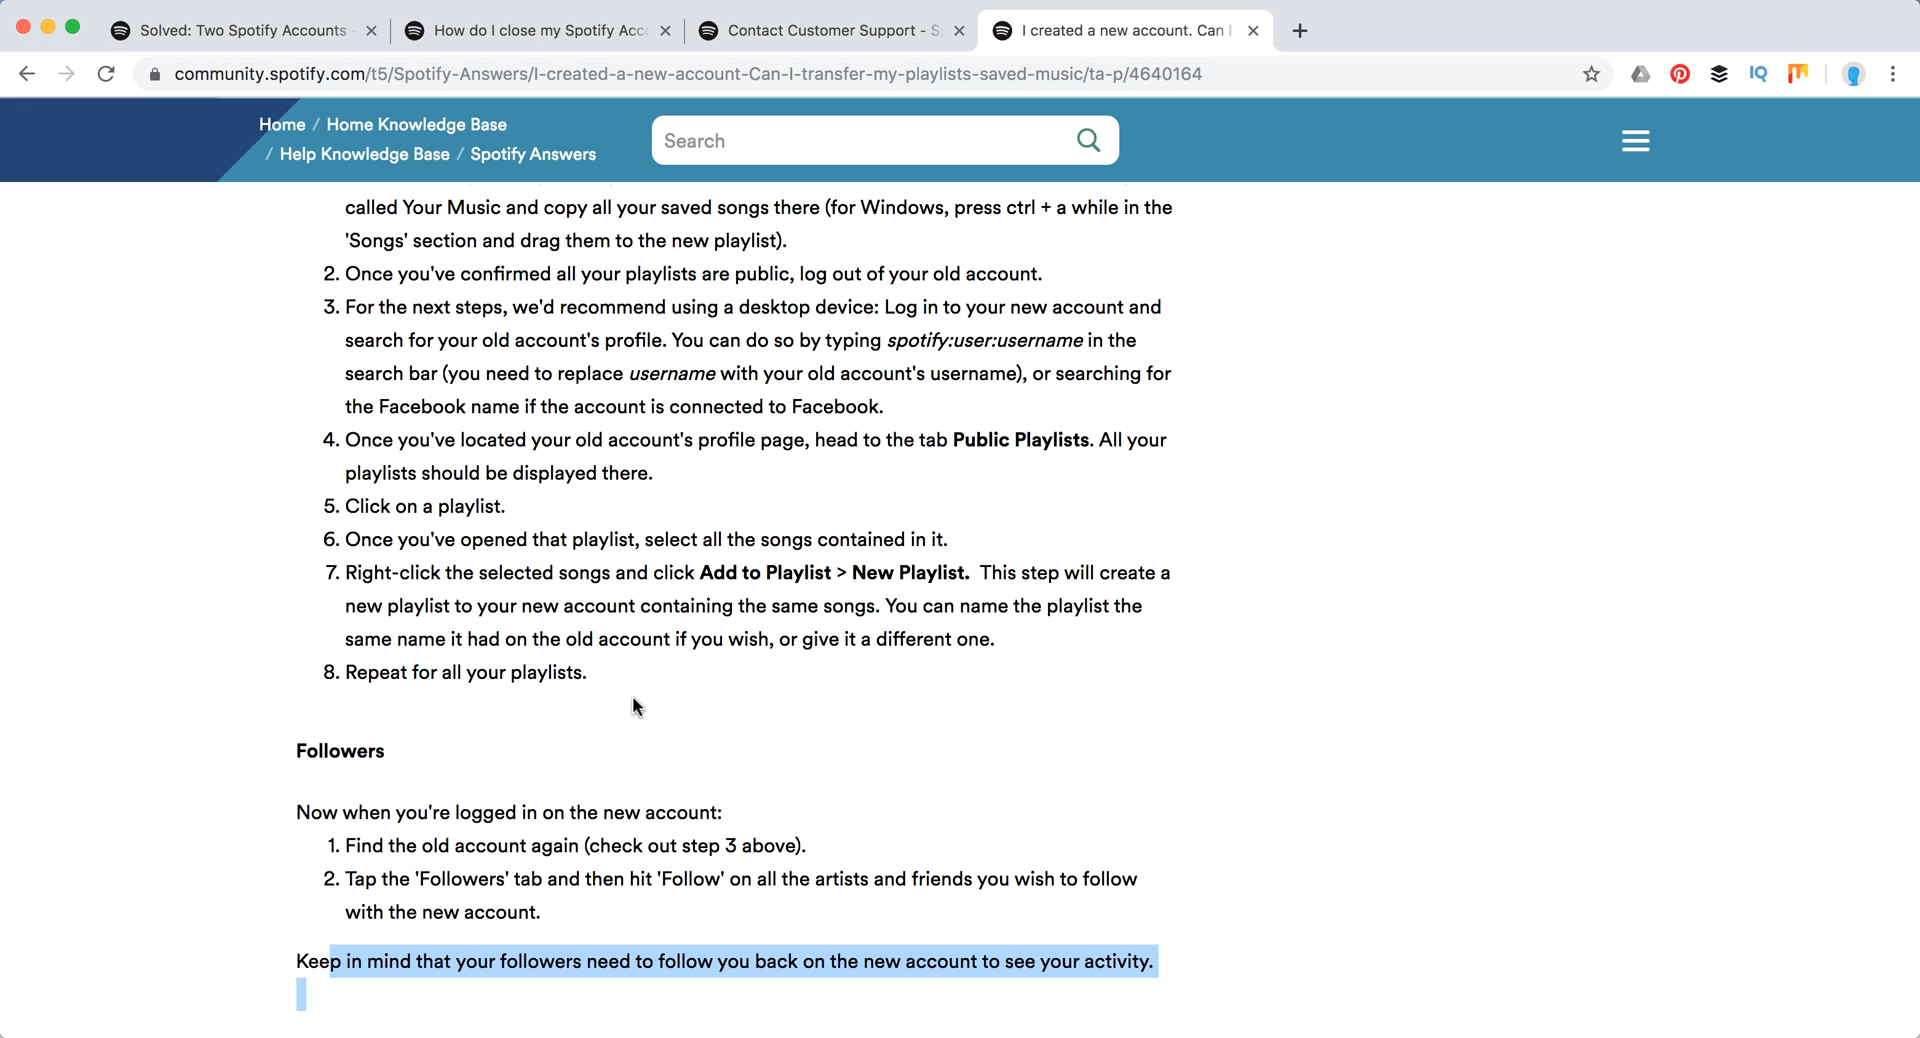 Solved: Two Spotify Accounts
How do I close my Spotify Acc
Contact Customer Support - S
I created a new account. Can I
community.spotify.com/t5/Spotify-Answers/I-created-a-new-account-Can-I-transfer-my-playlists-saved-music/ta-p/4640164
IQ
Home / Home Knowledge Base
/ Help Knowledge Base / Spotify Answers
Search
called Your Music and copy all your saved songs there (for Windows, press ctrl + a while in the
'Songs' section and drag them to the new playlist).
2. Once you've confirmed all your playlists are public, log out of your old account.
3. For the next steps, we'd recommend using a desktop device: Log in to your new account and
search for your old account's profile. You can do so by typing spotify:user:username in the
search bar (you need to replace username with your old account's username), or searching for
the Facebook name if the account is connected to Facebook.
4. Once you've located your old account's profile page, head to the tab Public Playlists. All your
playlists should be displayed there.
5. Click on a playlist.
6. Once you've opened that playlist, select all the songs contained in it.
7. Right-click the selected songs and click Add to Playlist > New Playlist. This step will create a
new playlist to your new account containing the same songs. You can name the playlist the
same name it had on the old account if you wish, or give it a different one.
8. Repeat for all your playlists.
Followers
Now when you're logged in on the new account:
1. Find the old account again (check out step 3 above).
2. Tap the 'Followers' tab and then hit 'Follow' on all the artists and friends you wish to follow
with the new account.
Keep in mind that your followers need to follow you back on the new account to see your activity.